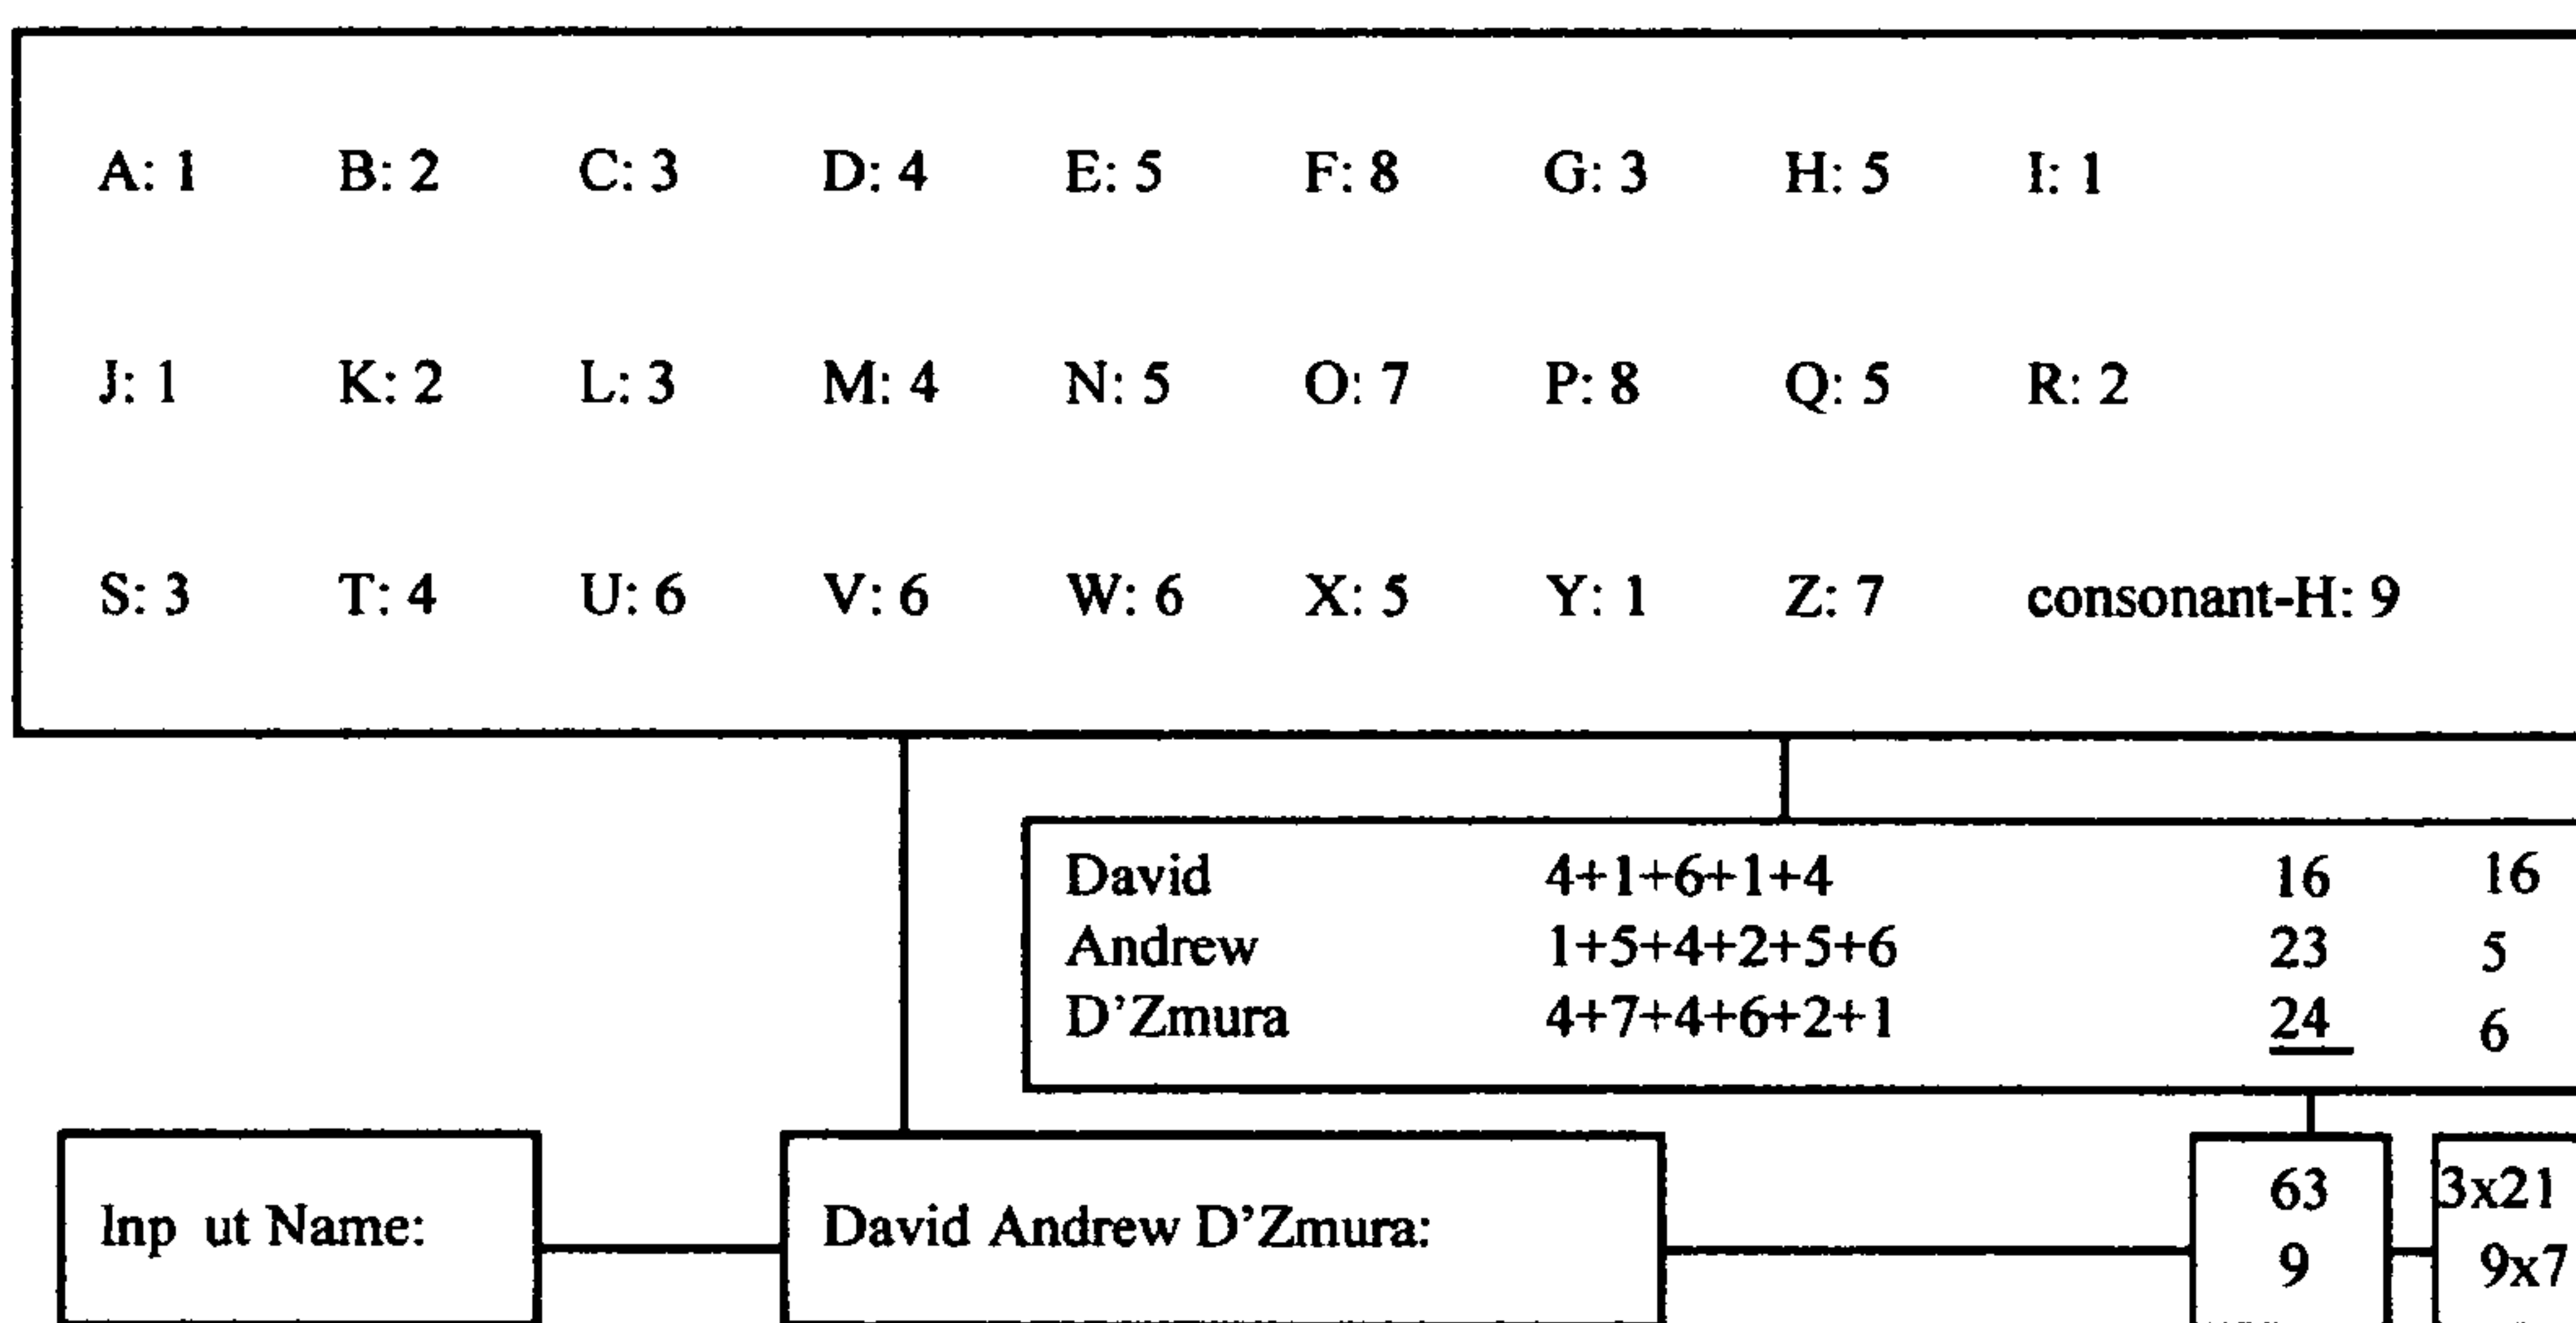 A: 1 B: 2 C: 3 D: 4 E: 5 F: 8 G: 3 H: 5 I: 1
J: 1 K: 2 L: 3 M: 4 N: 5 O: 7 P: 8 Q: 5 R: 2
S: 3 T: 4 U: 6 V: 6 W: 6 X: 5 Y: 1 Z: 7 consonant-H: 9
David 4+1+6+1+4 16 16
Andrew 1+5+4+2+5+6 23 5
D’Zmura 4+7+4+6+2+1 24 6
Inp ut Name:
David Andrew D’Zmura:
63
9
3x21
9x7